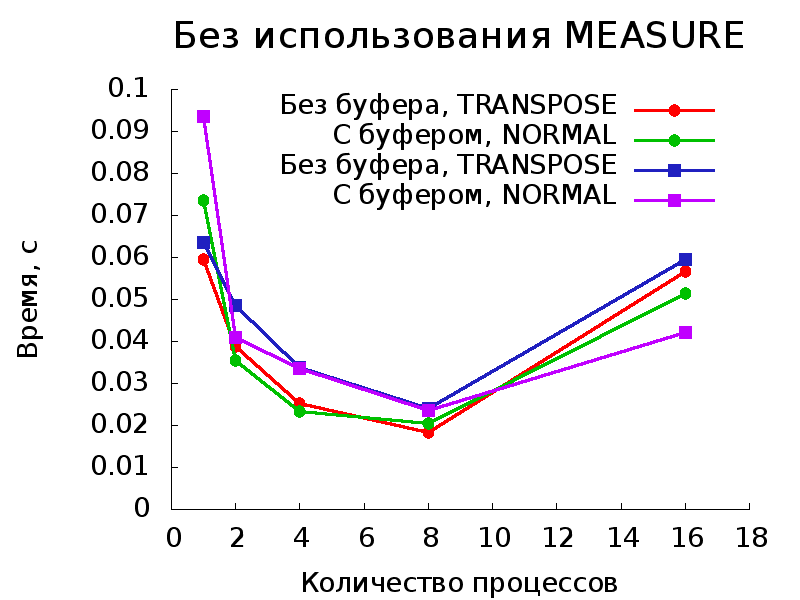 Без использования MEASURE
0.1
0.09
0.08
0.07
0.06
0.05
0.04
0.03
0.02
0.01
0
Время, с
Без буфера, TRANSPOSE
С буфером, NORMAL
Без буфера, TRANSPOSE
С буфером, NORMAL
0 2 4 6 8 10 12 14 16 18
Количество процессов